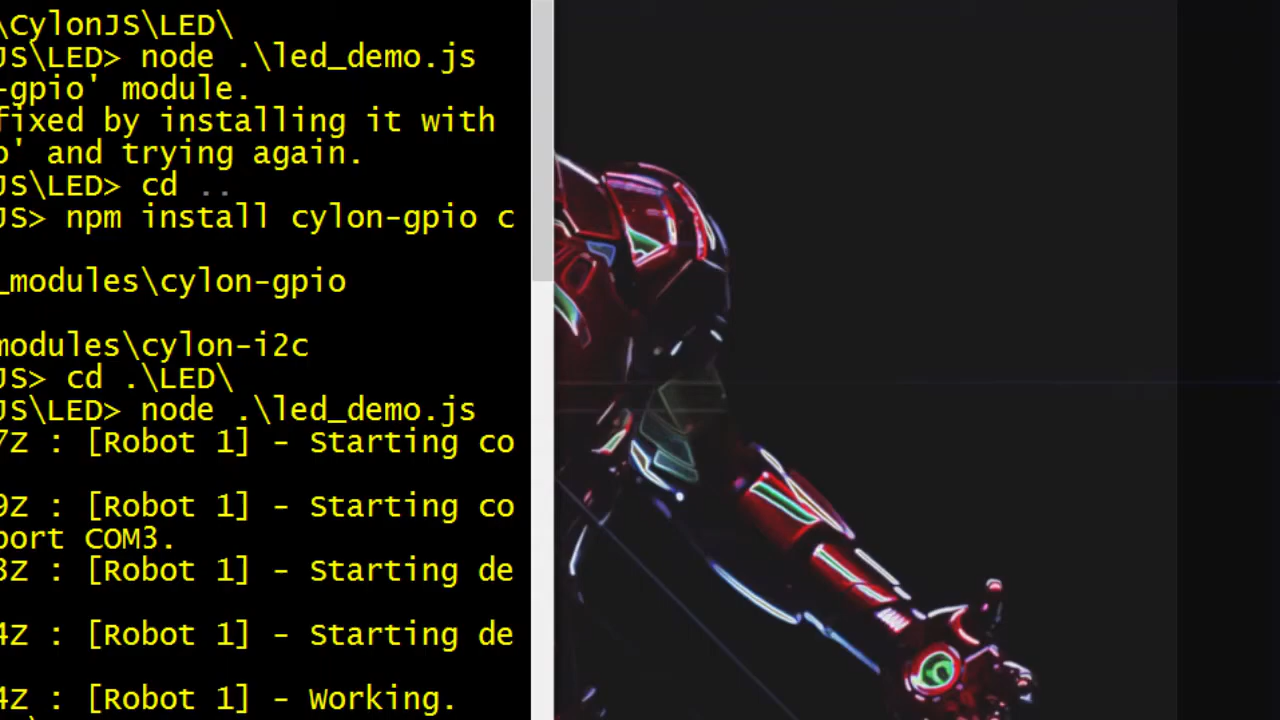 \CylonJS\LED\
JS\LED> node .\led_demo.js
-gpio' module.
fixed by installing it with
o' and trying again.
JS\LED> cd ..
JS> npm install cylon-gpio c
_modules\cylon-gpio
modules\cylon-i2c
JS> cd .\LED\
JS\LED> node .\led_demo.js
7Z : [Robot 1] - Starting co
9Z : [Robot 1] - Starting co
port COM3.
3Z : [Robot 1] - Starting de
4Z : [Robot 1] - Starting de
4Z : [Robot 1] - Working.